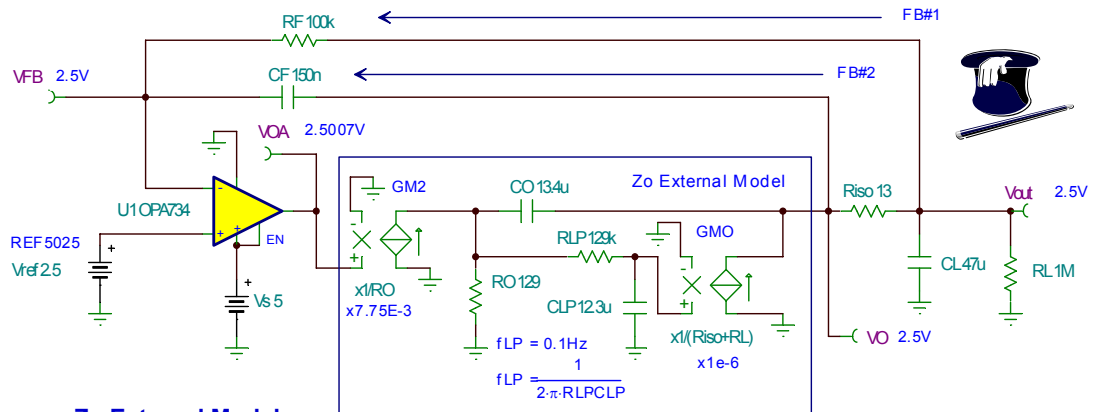 FB#1
RF 100k
VFB 2.5V
CF 150n
FB#2
VOA 2.5007V
Zo External Model
GM2
CO 13.4u
Riso 13
Vout 2.5V
-
+
U1 OPA734
EN
REF5025
Vref 2.5
+
Vs 5
+
-
+
x1/RO
x7.75E-3
RO 129
RLP 129k
CLP 12.3u
GMO
-
+
x1/(Riso+RL)
x1e-6
CL 47u
RL 1M
VO 2.5V
fLP = 0.1Hz
fLP = 1
2·π·RLPCLP